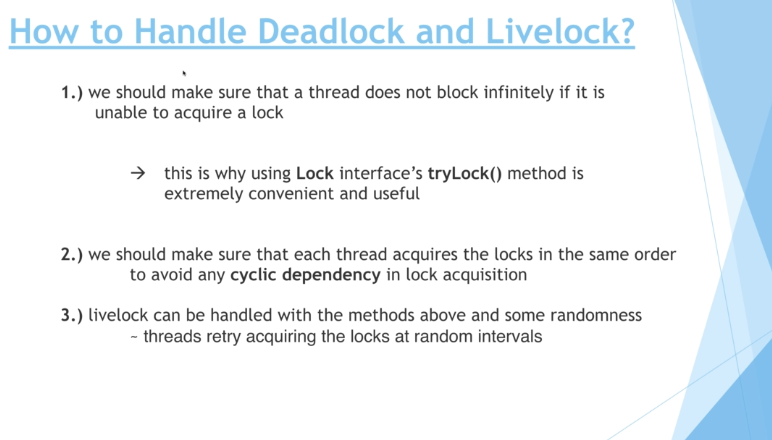 How to Handle Deadlock and Livelock?
1.) we should make sure that a thread does not block infinitely if it is
unable to acquire a lock
→ this is why using Lock interface’s tryLock() method is
extremely convenient and useful
2.) we should make sure that each thread acquires the locks in the same order
to avoid any cyclic dependency in lock acquisition
3.) livelock can be handled with the methods above and some randomness
~ threads retry acquiring the locks at random intervals